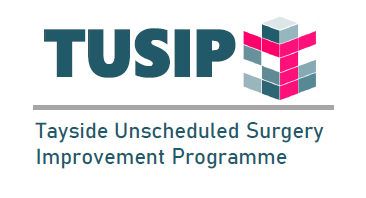 TUSIP
Tayside Unscheduled Surgery
Improvement Programme